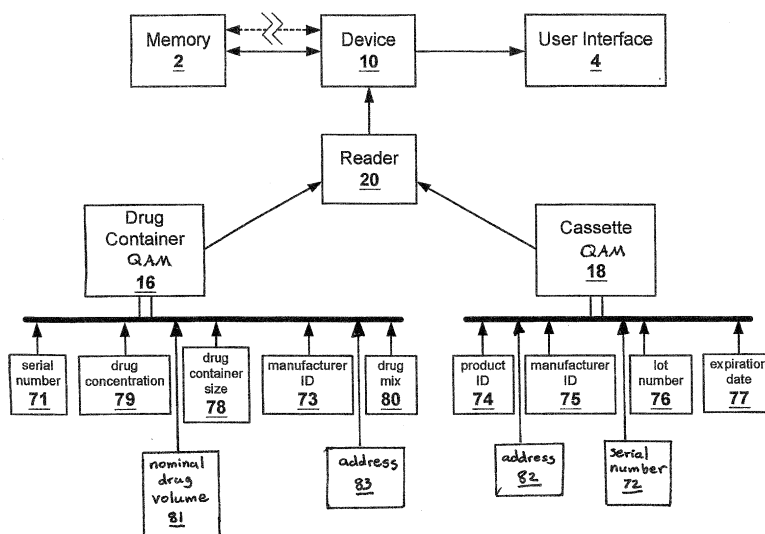 Memory
2
Device
10
User Interface
4
Reader
20
Drug
Container
QAM
16
Cassette
QAM
18
serial
number
71
drug
concentration
79
drug
container
size
78
manufacturer
ID
73
drug
mix
80
product
ID
74
manufacturer
ID
75
lot
number
76
expiration
date
77
nominal
drug
volume
81
address
83
address
82
serial
number
72